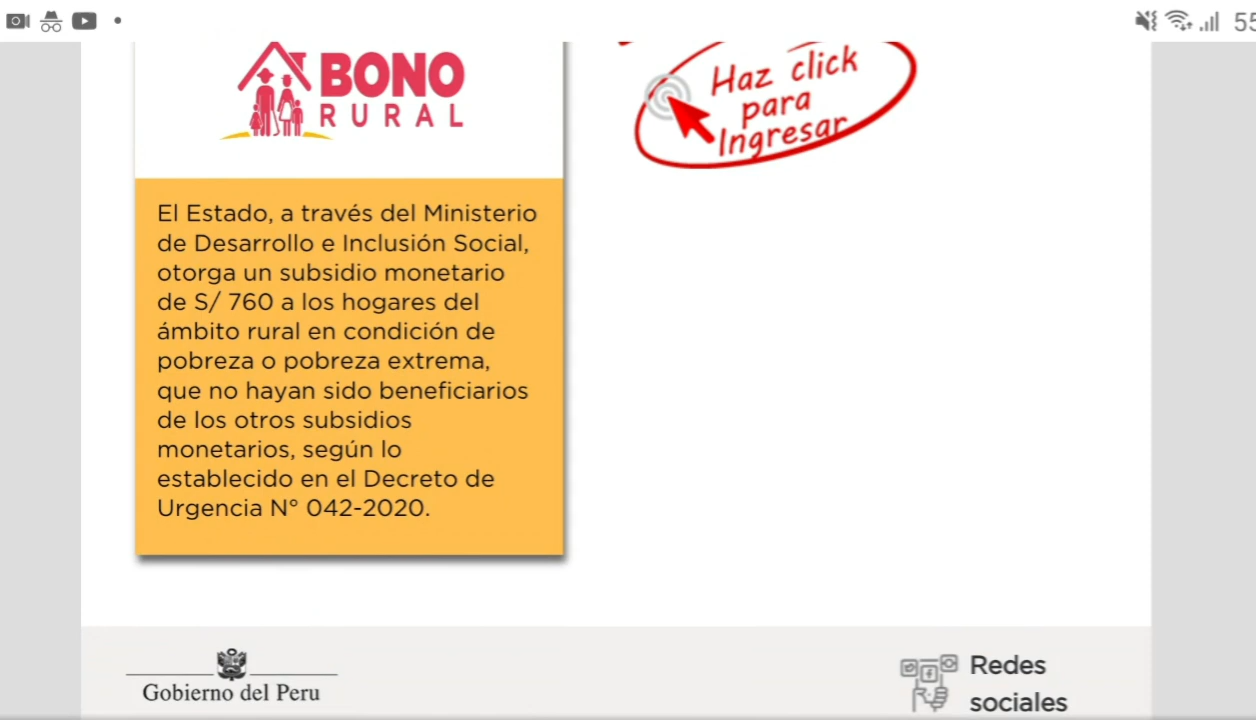 55
BONO
RURAL
Haz click
para
Ingresar
El Estado, a través del Ministerio
de Desarrollo e Inclusión Social,
otorga un subsidio monetario
de S/ 760 a los hogares del
ámbito rural en condición de
pobreza o pobreza extrema,
que no hayan sido beneficiarios
de los otros subsidios
monetarios, según lo
establecido en el Decreto de
Urgencia N° 042-2020.
Gobierno del Peru
Redes
sociales